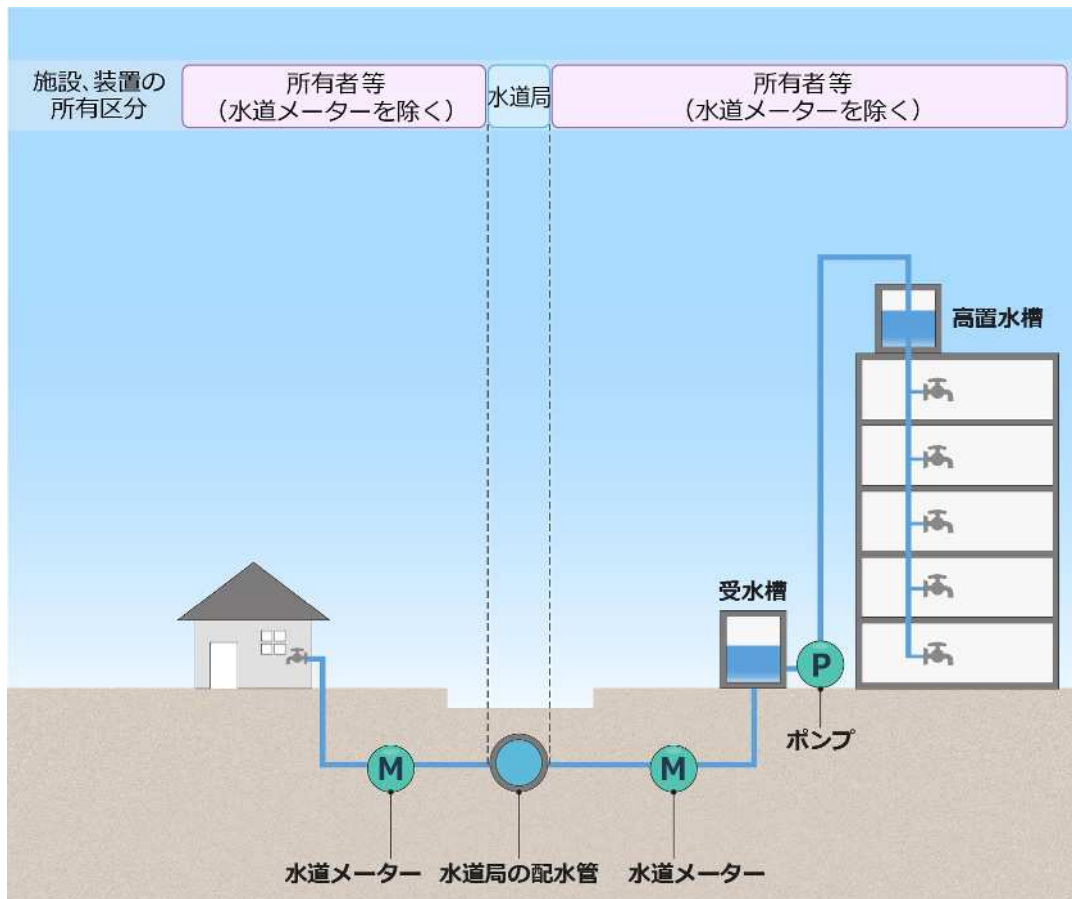 施設、装置の
所有区分
所有者等
（水道メーターを除く）
水道局
所有者等
（水道メーターを除く）
高置水槽
受水槽
P
ポンプ
M
M
水道メーター
水道局の配水管
水道メーター